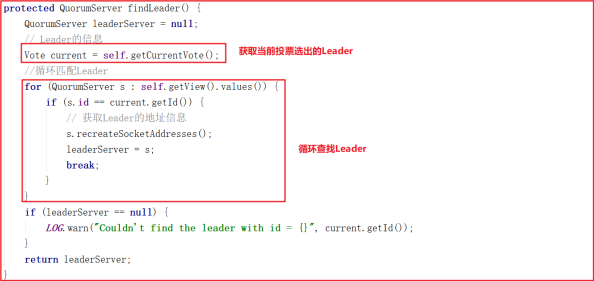 protected QuorumServer findLeader() {
QuorumServer leaderServer = null;
// Leader的信息
Vote current = self.getCurrentVote();
获取当前投票选出的Leader
//循环匹配Leader
for (QuorumServer s : self.getView().values()) {
if (s.id == current.getId()) {
// 获取Leader的地址信息
s.recreateSocketAddresses();
leaderServer = s;
循环查找Leader
break;
}
}
if (leaderServer == null) {
LOG.warn("Couldn't find the leader with id = {}", current.getId());
}
return leaderServer;
}